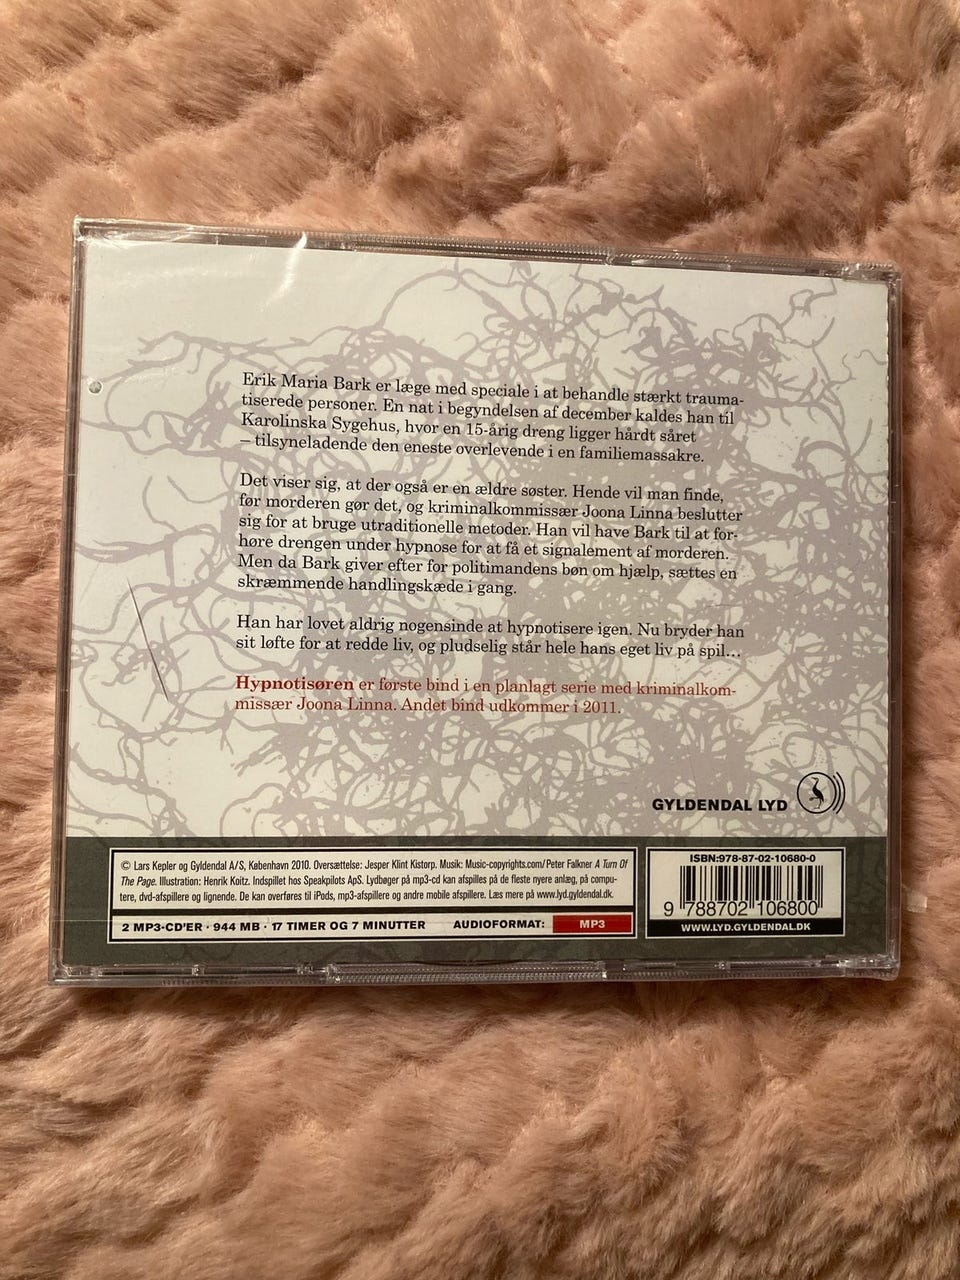 Erik Maria Bark er læge med speciale i at behandle stærkt trauma-
tiserede personer. En nat i begyndelsen af december kaldes han til
Karolinska Sygehus, hvor en 15-årig dreng ligger hårdt såret
– tilsyneladende den eneste overlevende i en familiemassakre.
Det viser sig, at der også er en ældre søster. Hende vil man finde,
før morderen gør det, og kriminalkommissær Joona Linna beslutter
sig for at bruge utraditionelle metoder. Han vil have Bark til at for-
høre drengen under hypnose for at få et signalement af morderen.
Men da Bark giver efter for politimandens bøn om hjælp, sættes en
skræmmende handlingskæde i gang.
Han har lovet aldrig nogensinde at hypnotisere igen. Nu bryder han
sit løfte for at redde liv, og pludselig står hele hans eget liv på spil...
Hypnotisøren er første bind i en planlagt serie med kriminalkom-
missær Joona Linna. Andet bind udkommer i 2011.
GYLDENDAL LYD
© Lars Kepler og Gyldendal A/S, København 2010. Oversættelse: Jesper Klint Kistorp. Musik: Music-copyrights.com/Peter Falkner A Turn Of
The Page. Illustration: Henrik Koitz. Indspillet hos Speakpilots ApS. Lydbøger på mp3-cd kan afspilles på de fleste nyere anlæg, på compu-
tere, dvd-afspillere og lignende. De kan overføres til iPods, mp3-afspillere og andre mobile afspillere. Læs mere på www.lyd.gyldendal.dk.
2 MP3-CD'ER · 944 MB · 17 TIMER OG 7 MINUTTER AUDIOFORMAT: MP3
ISBN:978-87-02-10680-0
9 788702 106800
WWW.LYD.GYLDENDAL.DK